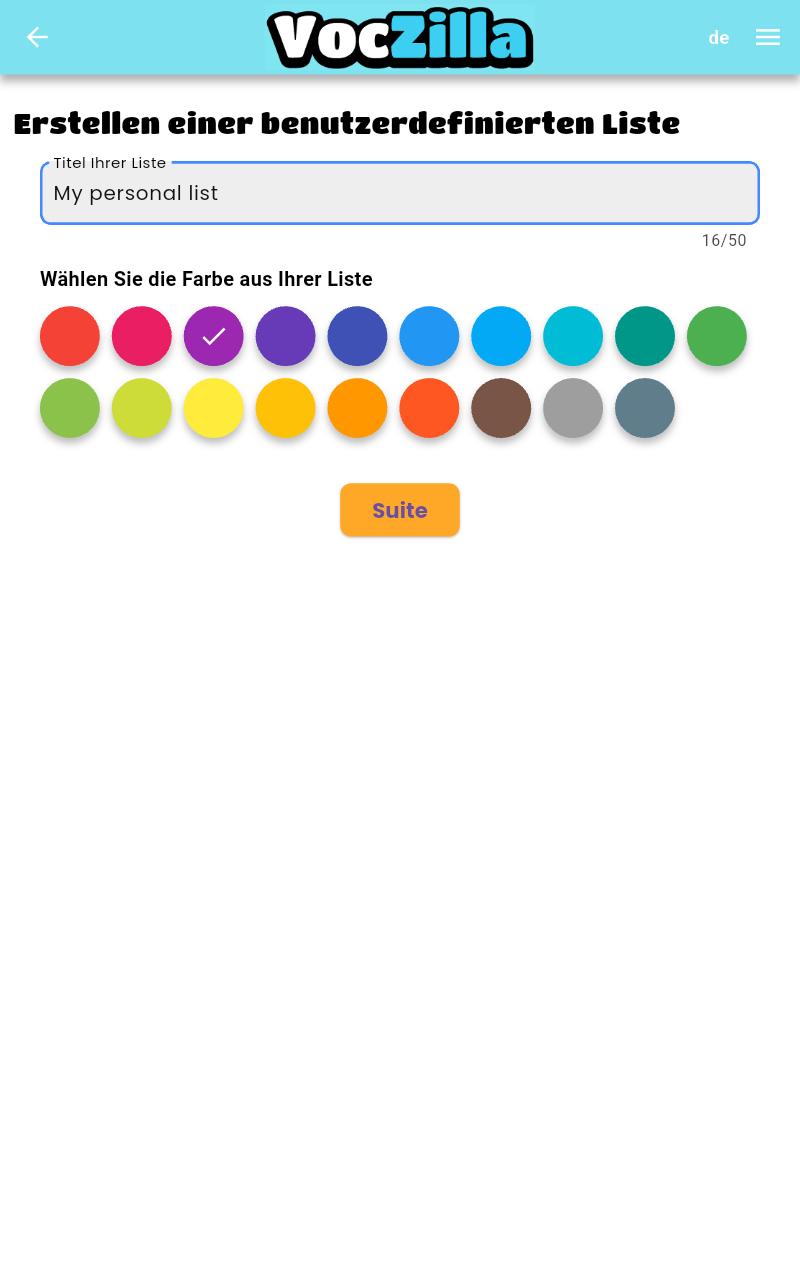 VocZilla
de
Erstellen einer benutzerdefinierten Liste
Titel Ihrer Liste
My personal list
16/50
Wählen Sie die Farbe aus Ihrer Liste
Suite